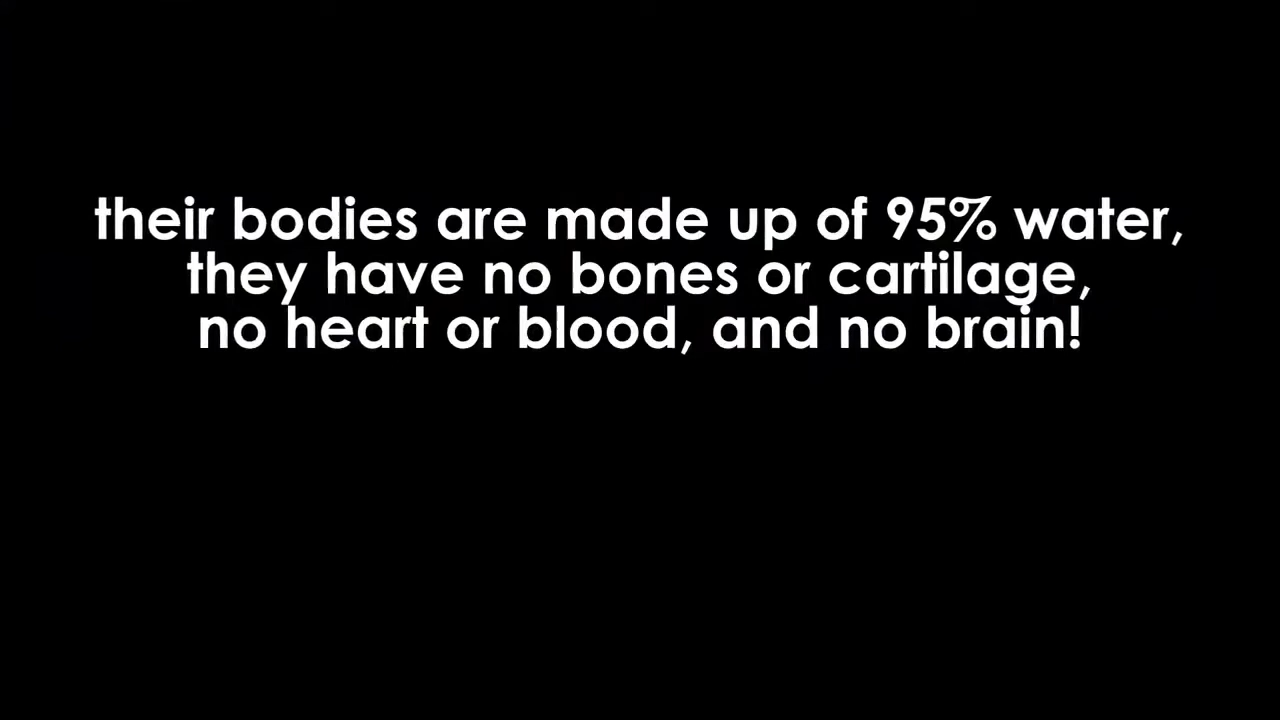 their bodies are made up of 95% water,
they have no bones or cartilage,
no heart or blood, and no brain!